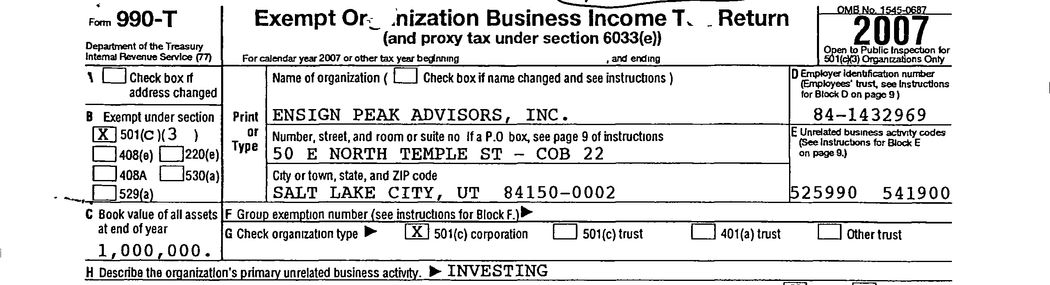 Form 990-T
Exempt Or nization Business Income T Return
OMB No. 1545-0687
2007
(and proxy tax under section 6033(e))
Department of the Treasury
Internal Revenue Service (77)
For calendar year 2007 or other tax year beginning , and ending
Open to Public Inspection for
501(c)(3) Organizations Only
Check box if
address changed
Name of organization ( Check box if name changed and see instructions )
D Employer identification number
(Employees' trust, see Instructions
for Block D on page 9 )
B Exempt under section
X 501(C)(3 )
408(e) 220(e)
408A 530(a)
529(a)
Print
or
Type
ENSIGN PEAK ADVISORS, INC.
84-1432969
Number, street, and room or suite no If a P.O box, see page 9 of instructions
50 E NORTH TEMPLE ST - COB 22
E Unrelated business activity codes
(See Instructions for Block E
on page 9.)
City or town, state, and ZIP code
SALT LAKE CITY, UT 84150-0002
525990 541900
C Book value of all assets
at end of year
1,000,000.
F Group exemption number (see instructions for Block F.) ▶
G Check organization type ▶ X 501(c) corporation 501(c) trust 401(a) trust Other trust
H Describe the organization's primary unrelated business activity. ▶ INVESTING